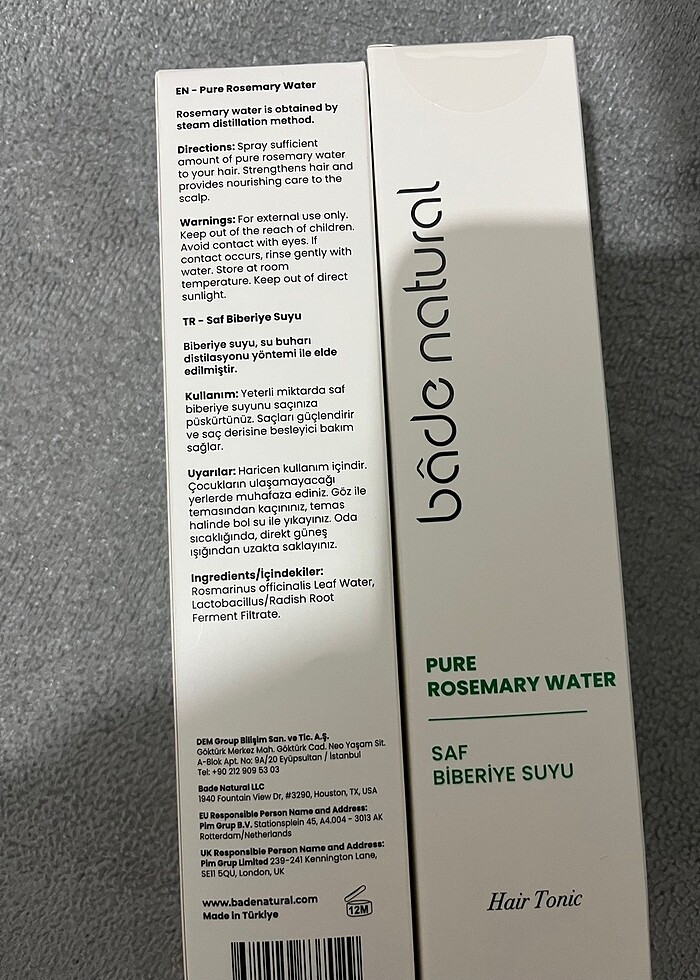 EN - Pure Rosemary Water
Rosemary water is obtained by
steam distillation method.
Directions: Spray sufficient
amount of pure rosemary water
to your hair. Strengthens hair and
provides nourishing care to the
scalp.
Warnings: For external use only.
Keep out of the reach of children.
Avoid contact with eyes. If
contact occurs, rinse gently with
water. Store at room
temperature. Keep out of direct
sunlight.
TR - Saf Biberiye Suyu
Biberiye suyu, su buharı
distilasyonu yöntemi ile elde
edilmiştir.
Kullanım: Yeterli miktarda saf
biberiye suyunu saçınıza
püskürtünüz. Saçları güçlendirir
ve saç derisine besleyici bakım
sağlar.
Uyarılar: Haricen kullanım içindir.
Çocukların ulaşamayacağı
yerlerde muhafaza ediniz. Göz ile
temasından kaçınınız, temas
halinde bol su ile yıkayınız. Oda
sıcaklığında, direkt güneş
ışığından uzakta saklayınız.
Ingredients/İçindekiler:
Rosmarinus officinalis Leaf Water,
Lactobacillus/Radish Root
Ferment Filtrate.
DEM Group Bilişim San. ve Tic. A.Ş.
Göktürk Merkez Mah. Göktürk Cad. Neo Yaşam Sit.
A-Blok Apt. No: 9A/20 Eyüpsultan / İstanbul
Tel: +90 212 909 53 03
Bade Natural LLC
1940 Fountain View Dr, #3290, Houston, TX, USA
EU Responsible Person Name and Address:
Pim Grup B.V. Stationsplein 45, A4.004 - 3013 AK
Rotterdam/Netherlands
UK Responsible Person Name and Address:
Pim Grup Limited 239-241 Kennington Lane,
SE11 5QU, London, UK
www.badenatural.com
Made in Türkiye
12M
bâde natural
PURE
ROSEMARY WATER
SAF
BİBERİYE SUYU
Hair Tonic